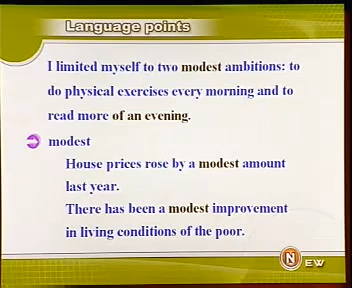 Language points
I limited myself to two modest ambitions: to
do physical exercises every morning and to
read more of an evening.
modest
House prices rose by a modest amount
last year.
There has been a modest improvement
in living conditions of the poor.
N EW